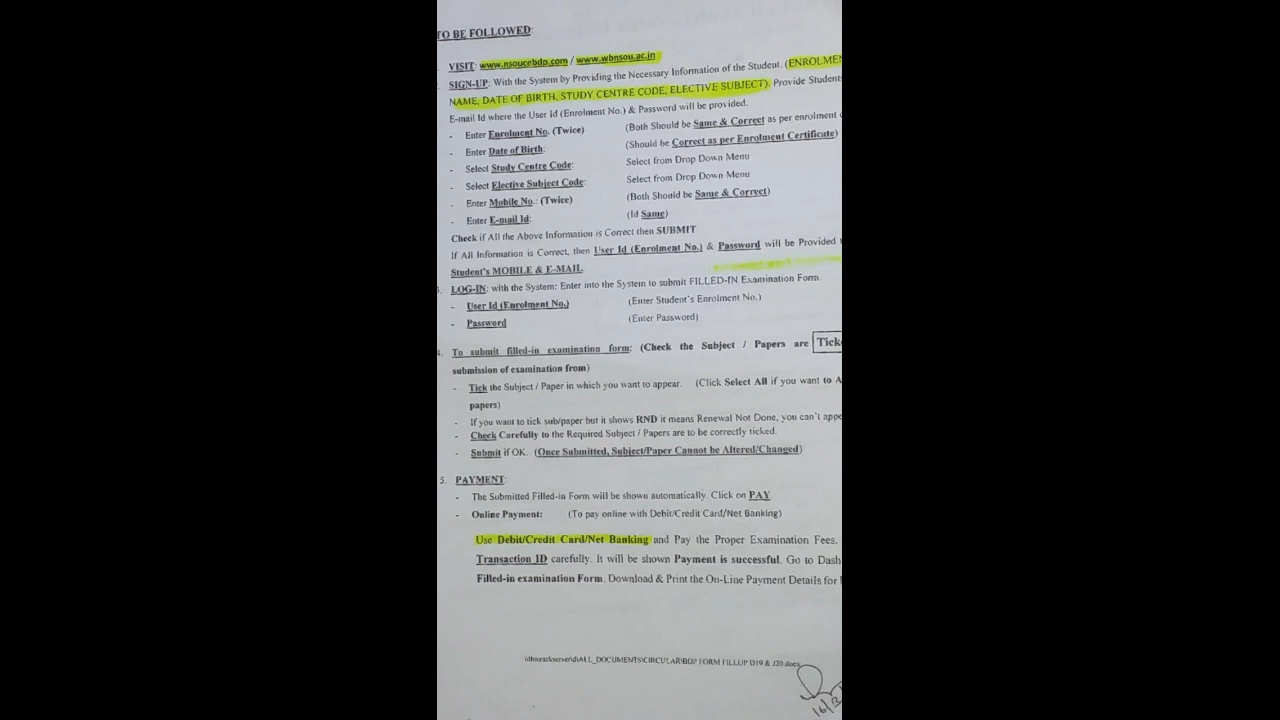 TO BE FOLLOWED:
VISIT: www.nsoucebdp.com / www.wbnsou.ac.in
SIGN-UP: With the System by Providing the Necessary Information of the Student. (ENROLMEN
NAME, DATE OF BIRTH, STUDY CENTRE CODE, ELECTIVE SUBJECT). Provide Students
E-mail Id where the User Id (Enrolment No.) & Password will be provided.
- Enter Enrolment No. (Twice) (Both Should be Same & Correct as per enrolment
- Enter Date of Birth: (Should be Correct as per Enrolment Certificate)
- Select Study Centre Code: Select from Drop Down Menu
- Select Elective Subject Code: Select from Drop Down Menu
- Enter Mobile No.: (Twice) (Both Should be Same & Correct)
- Enter E-mail Id: (Id Same)
Check if All the Above Information is Correct then SUBMIT
If All Information is Correct, then User Id (Enrolment No.) & Password will be Provided
Student's MOBILE & E-MAIL.
3. LOG-IN: with the System: Enter into the System to submit FILLED-IN Examination Form.
- User Id (Enrolment No.) (Enter Student's Enrolment No.)
- Password (Enter Password)
4. To submit filled-in examination form: (Check the Subject / Papers are Tick
submission of examination from)
- Tick the Subject / Paper in which you want to appear. (Click Select All if you want to A
papers)
- If you want to tick sub/paper but it shows RND it means Renewal Not Done, you can't appe
- Check Carefully to the Required Subject / Papers are to be correctly ticked.
- Submit if OK. (Once Submitted, Subject/Paper Cannot be Altered/Changed)
5. PAYMENT:
- The Submitted Filled-in Form will be shown automatically. Click on PAY.
- Online Payment: (To pay online with Debit/Credit Card/Net Banking)
Use Debit/Credit Card/Net Banking and Pay the Proper Examination Fees.
Transaction ID carefully. It will be shown Payment is successful. Go to Dash
Filled-in examination Form. Download & Print the On-Line Payment Details for
\ALL_DOCUMENTS\CIRCULAR\BDP FORM FILLUP D19 & J20.docx
16/3